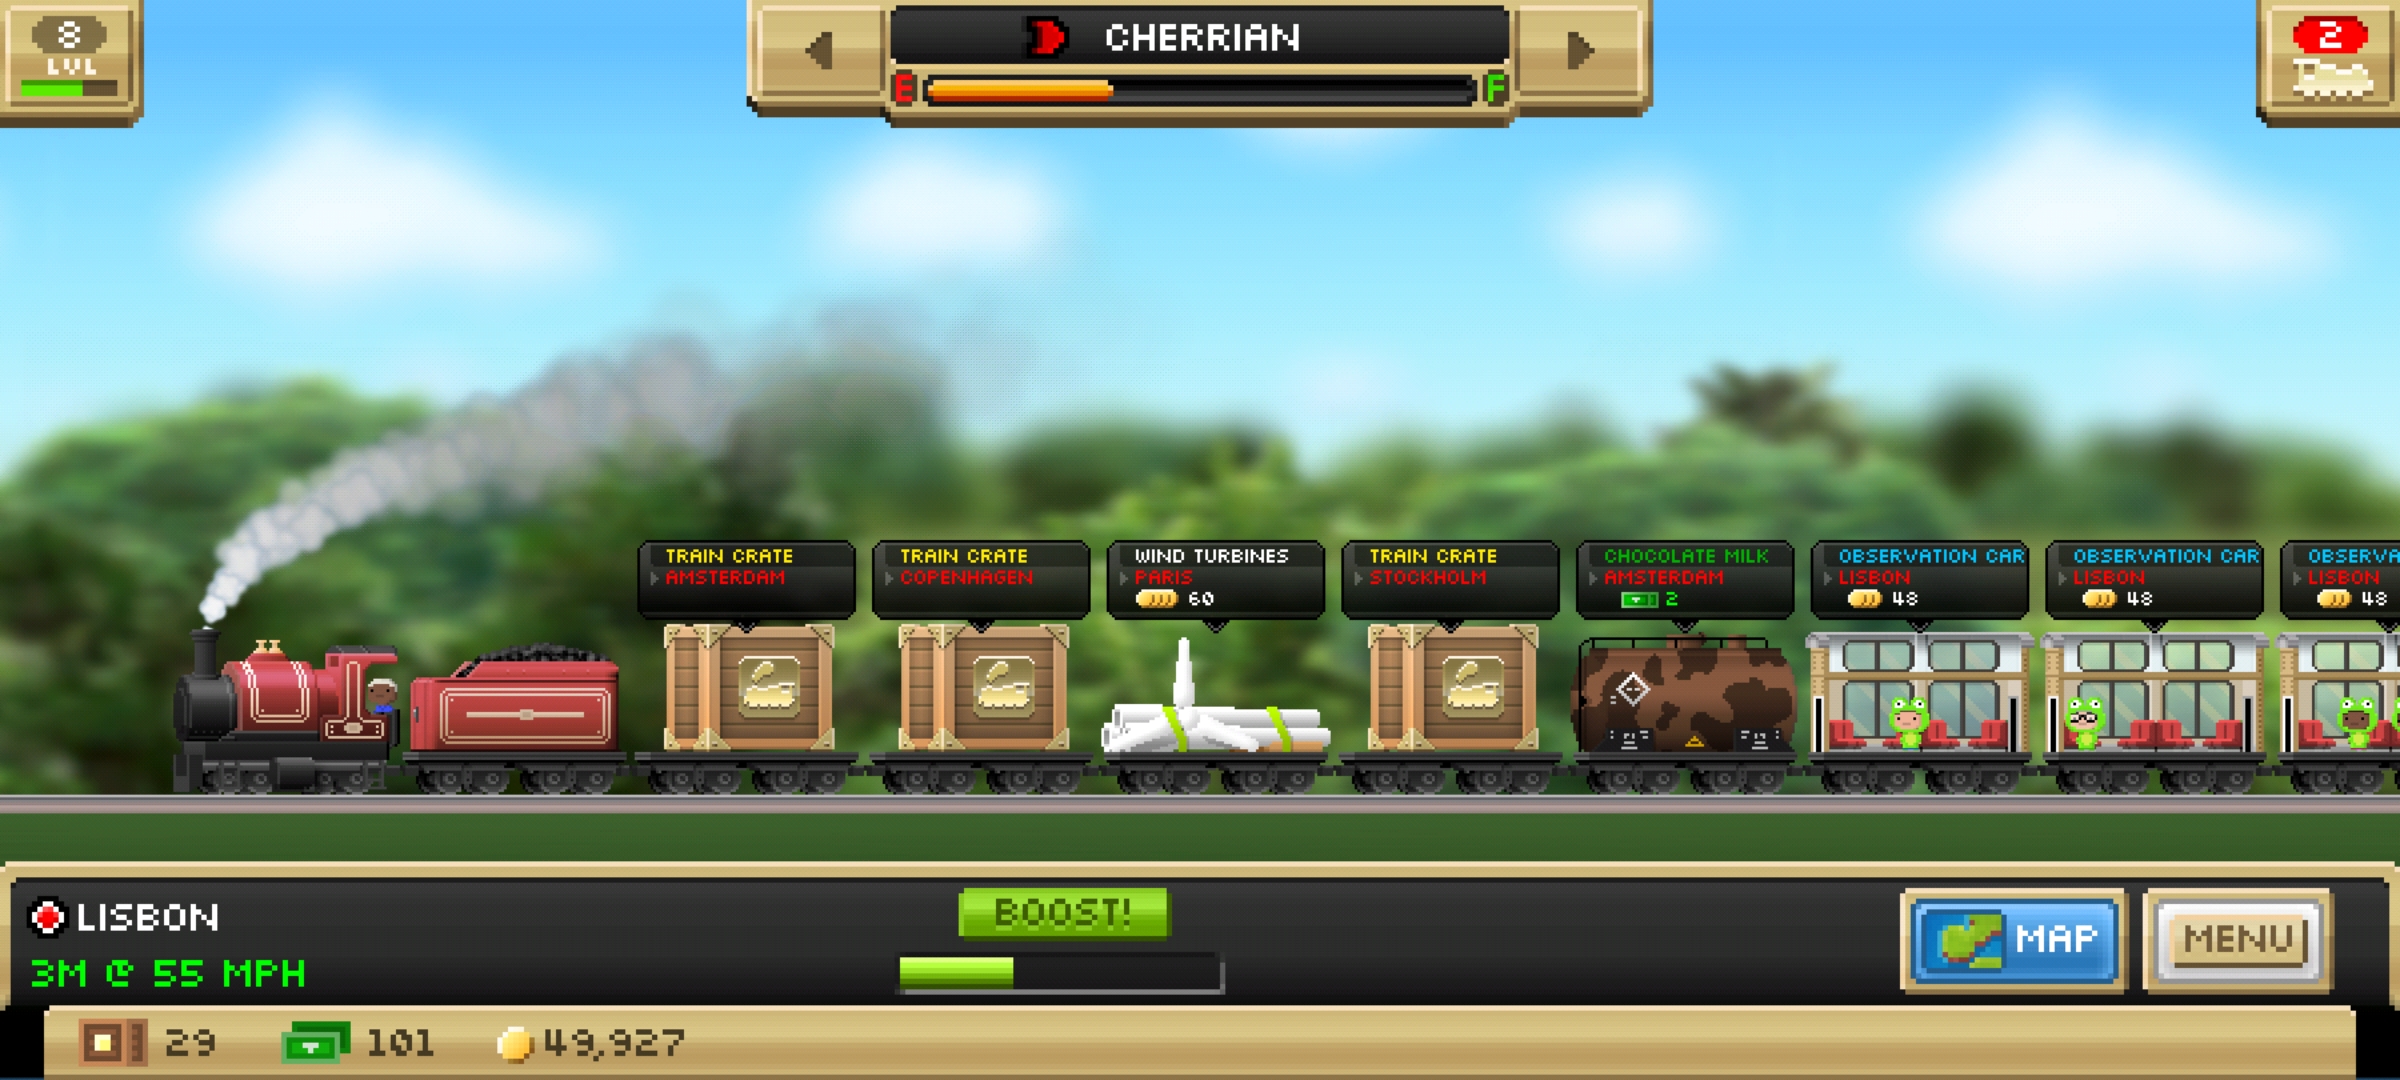 8
LVL
CHERRIAN
E
F
2
TRAIN CRATE
AMSTERDAM
TRAIN CRATE
COPENHAGEN
WIND TURBINES
PARIS
60
TRAIN CRATE
STOCKHOLM
CHOCOLATE MILK
AMSTERDAM
2
OBSERVATION CAR
LISBON
48
OBSERVATION CAR
LISBON
48
OBSERVA
LISBON
48
LISBON
3M @ 55 MPH
BOOST!
MAP
MENU
29
101
49,927